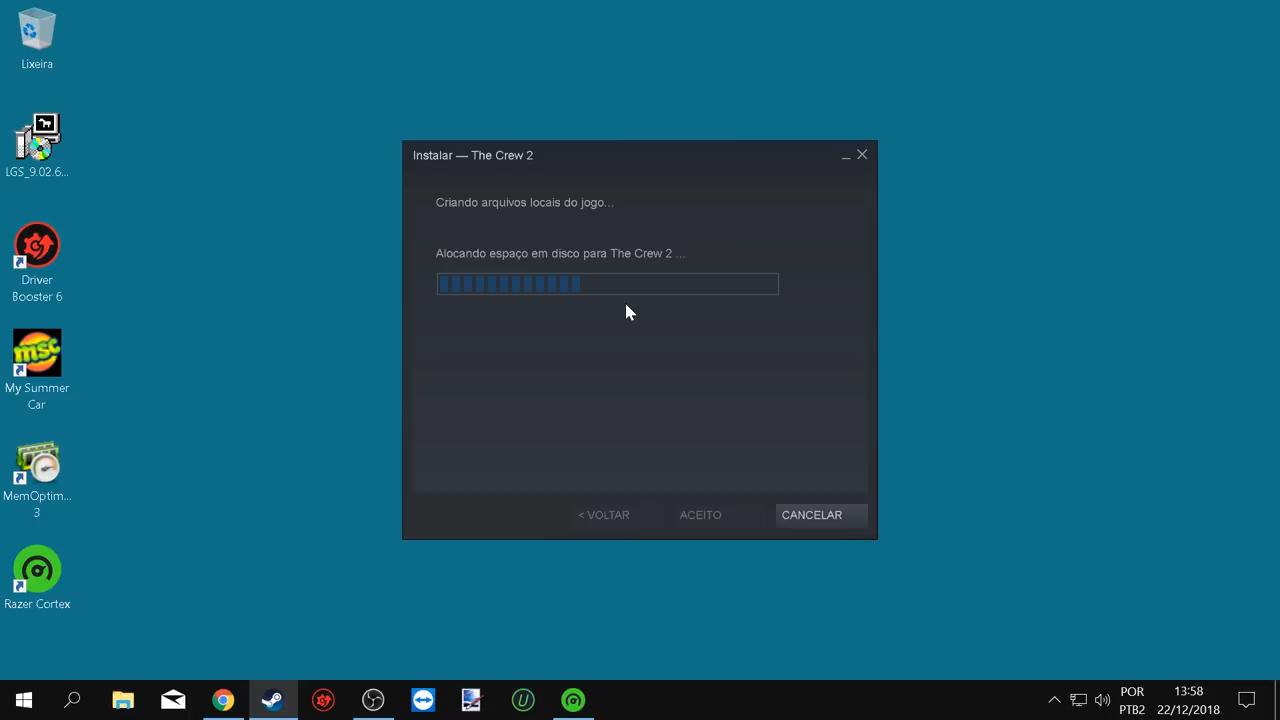 Lixeira
LGS_9.02.6...
Driver
Booster 6
msc
My Summer
Car
MemOptim...
3
Razer Cortex
Instalar — The Crew 2
Criando arquivos locais do jogo...
Alocando espaço em disco para The Crew 2 ...
< VOLTAR
ACEITO
CANCELAR
U
POR
PTB2
13:58
22/12/2018